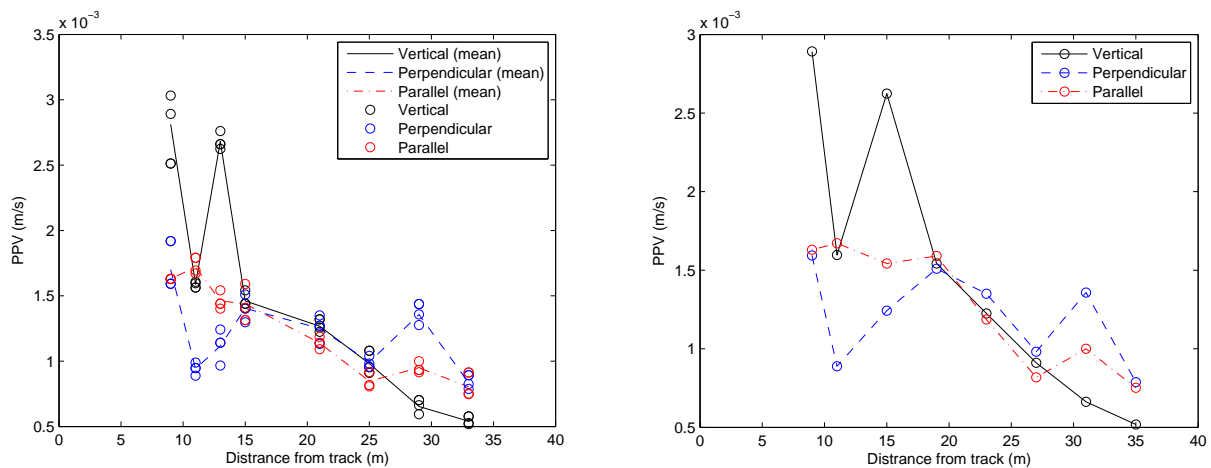 x 10⁻³
3.5
3
2.5
2
1.5
1
0.5
0 5 10 15 20 25 30 35 40
PPV (m/s)
Distrance from track (m)
Vertical (mean)
Perpendicular (mean)
Parallel (mean)
Vertical
Perpendicular
Parallel
x 10⁻³
3
2.5
2
1.5
1
0.5
0 5 10 15 20 25 30 35 40
PPV (m/s)
Distance from track (m)
Vertical
Perpendicular
Parallel